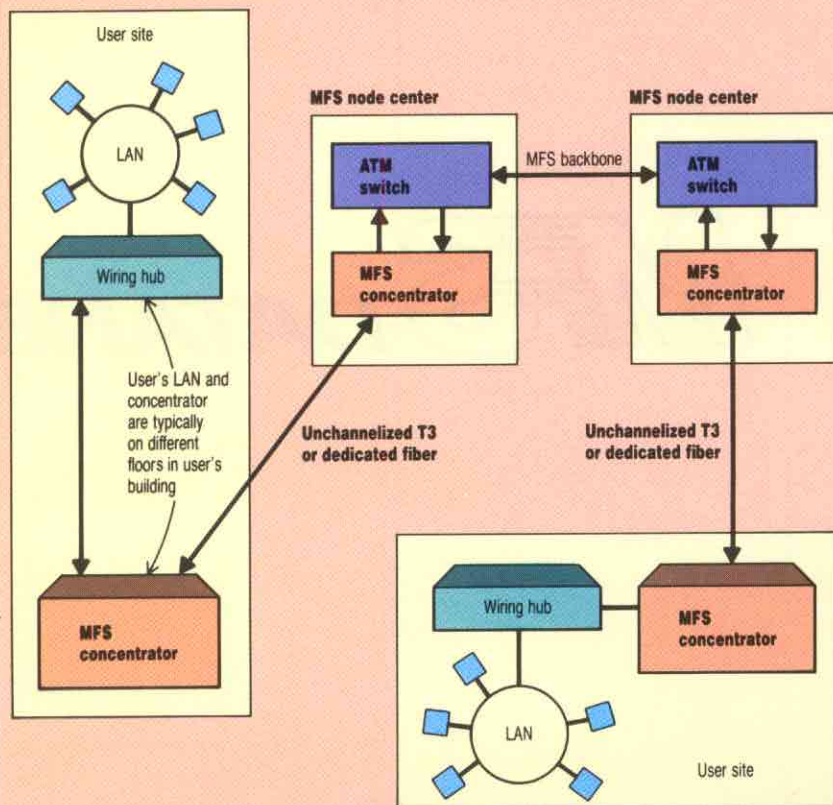 User site
LAN
Wiring hub
User's LAN and
concentrator
are typically
on different
floors in user's
building
MFS
concentrator
MFS node center
ATM
switch
MFS
concentrator
MFS backbone
MFS node center
ATM
switch
MFS
concentrator
Unchannelized T3
or dedicated fiber
Unchannelized T3
or dedicated fiber
Wiring hub
MFS
concentrator
LAN
User site